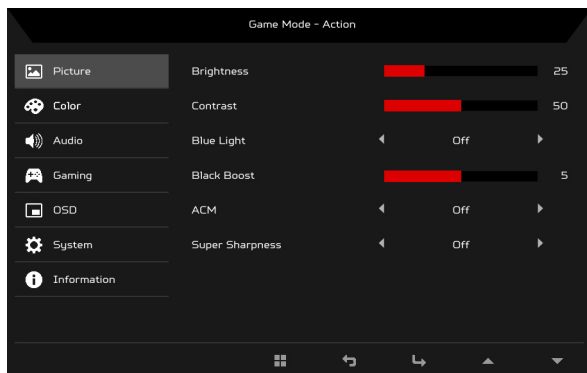 Game Mode - Action
Picture
Color
Audio
Gaming
OSD
System
Information
Brightness 25
Contrast 50
Blue Light Off
Black Boost 5
ACM Off
Super Sharpness Off